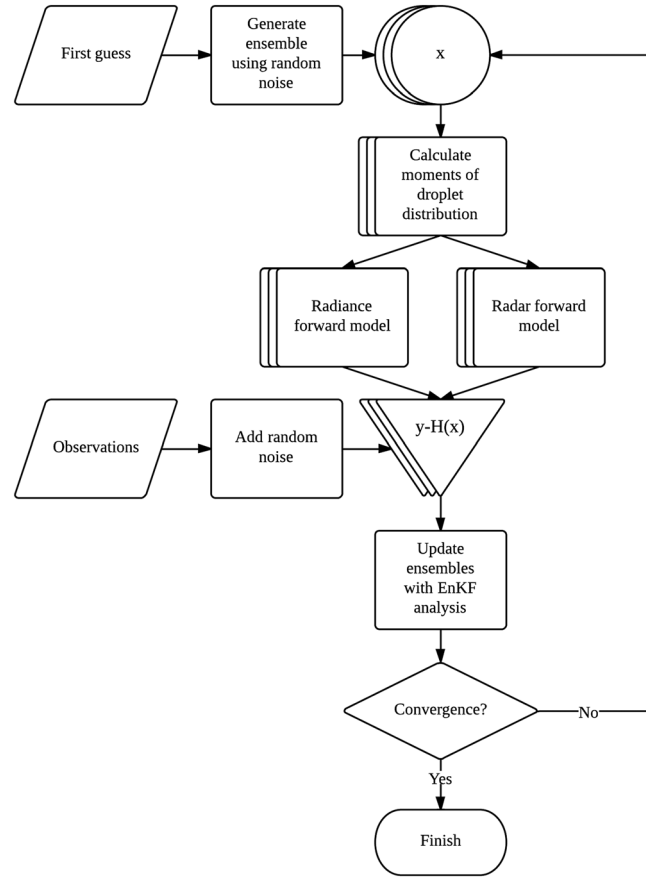 First guess
Generate
ensemble
using random
noise
x
Calculate
moments of
droplet
distribution
Radiance
forward model
Radar forward
model
Observations
Add random
noise
y-H(x)
Update
ensembles
with EnKF
analysis
Convergence?
No
Yes
Finish